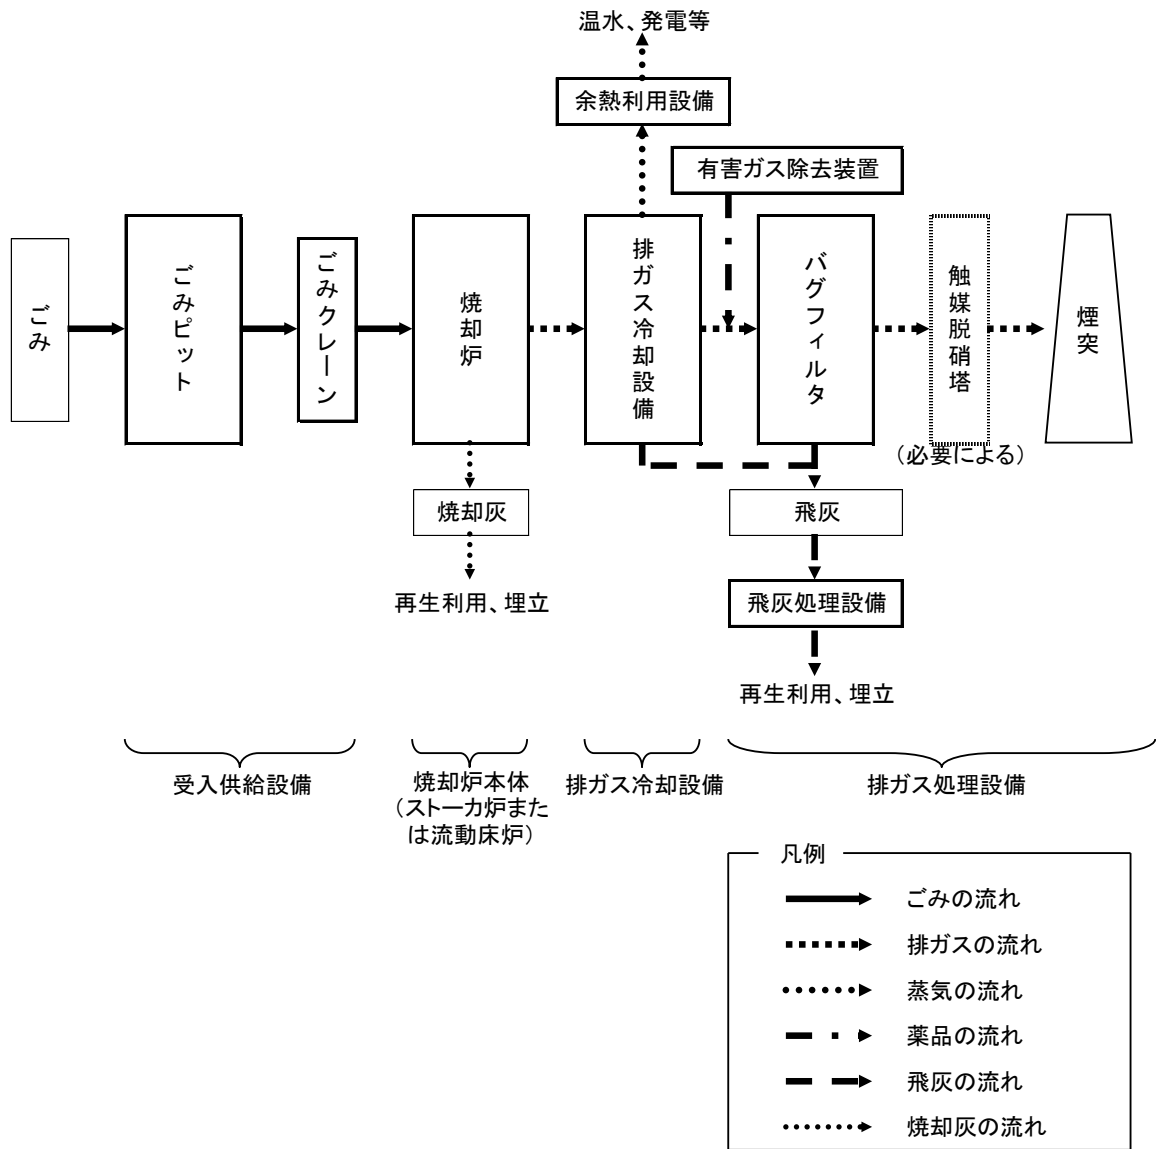 温水、発電等
余熱利用設備
有害ガス除去装置
ごみ
ごみピット
ごみクレーン
焼却炉
排ガス冷却設備
バグフィルタ
触媒脱硝塔
煙突
（必要による）
焼却灰
飛灰
再生利用、埋立
飛灰処理設備
再生利用、埋立
受入供給設備
焼却炉本体
（ストーカ炉また
は流動床炉）
排ガス冷却設備
排ガス処理設備
凡例
ごみの流れ
排ガスの流れ
蒸気の流れ
薬品の流れ
飛灰の流れ
焼却灰の流れ